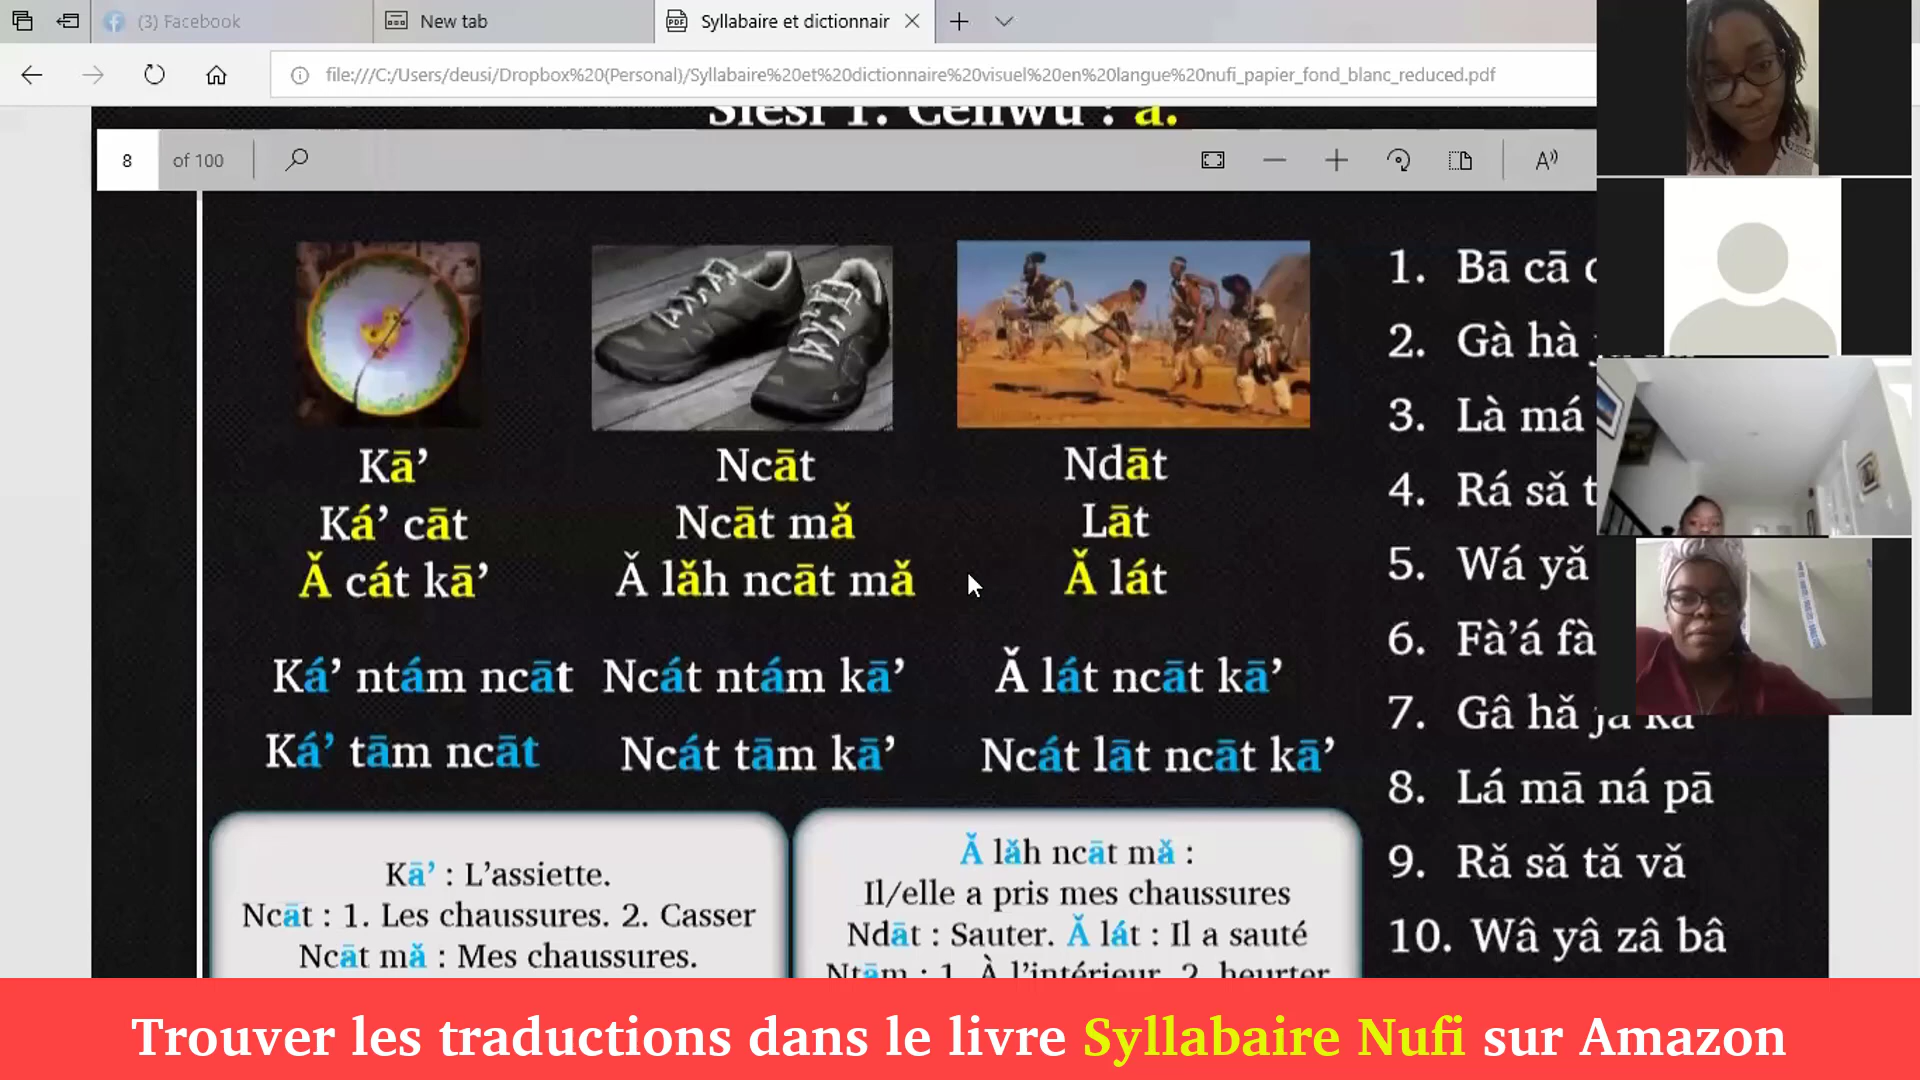 (3) Facebook
New tab
Syllabaire et dictionnair
file:///C:/Users/deusi/Dropbox%20(Personal)/Syllabaire%20et%20dictionnaire%20visuel%20en%20langue%20nufi_papier_fond_blanc_reduced.pdf
8 of 100
Kā’
Ká’ cāt
Ǎ cát kā’
Ncāt
Ncāt mǎ
Ǎ lǎh ncāt mǎ
Ndāt
Lāt
Ǎ lát
Ká’ ntám ncāt
Ncát ntám kā’
Ǎ lát ncāt kā’
Ká’ tām ncāt
Ncát tām kā’
Ncát lāt ncāt kā’
Kā’ : L’assiette.
Ncāt : 1. Les chaussures. 2. Casser
Ncāt mǎ : Mes chaussures.
Ǎ lǎh ncāt mǎ :
Il/elle a pris mes chaussures
Ndāt : Sauter. Ǎ lát : Il a sauté
Ntām : 1. À l’intérieur. 2. heurter
1. Bā cā
2. Gà hà
3. Là má
4. Rá sǎ
5. Wá yǎ
6. Fà’á fà
7. Gâ hǎ
8. Lá mā ná pā
9. Rǎ sǎ tǎ vǎ
10. Wâ yâ zâ bâ
Trouver les traductions dans le livre Syllabaire Nufi sur Amazon